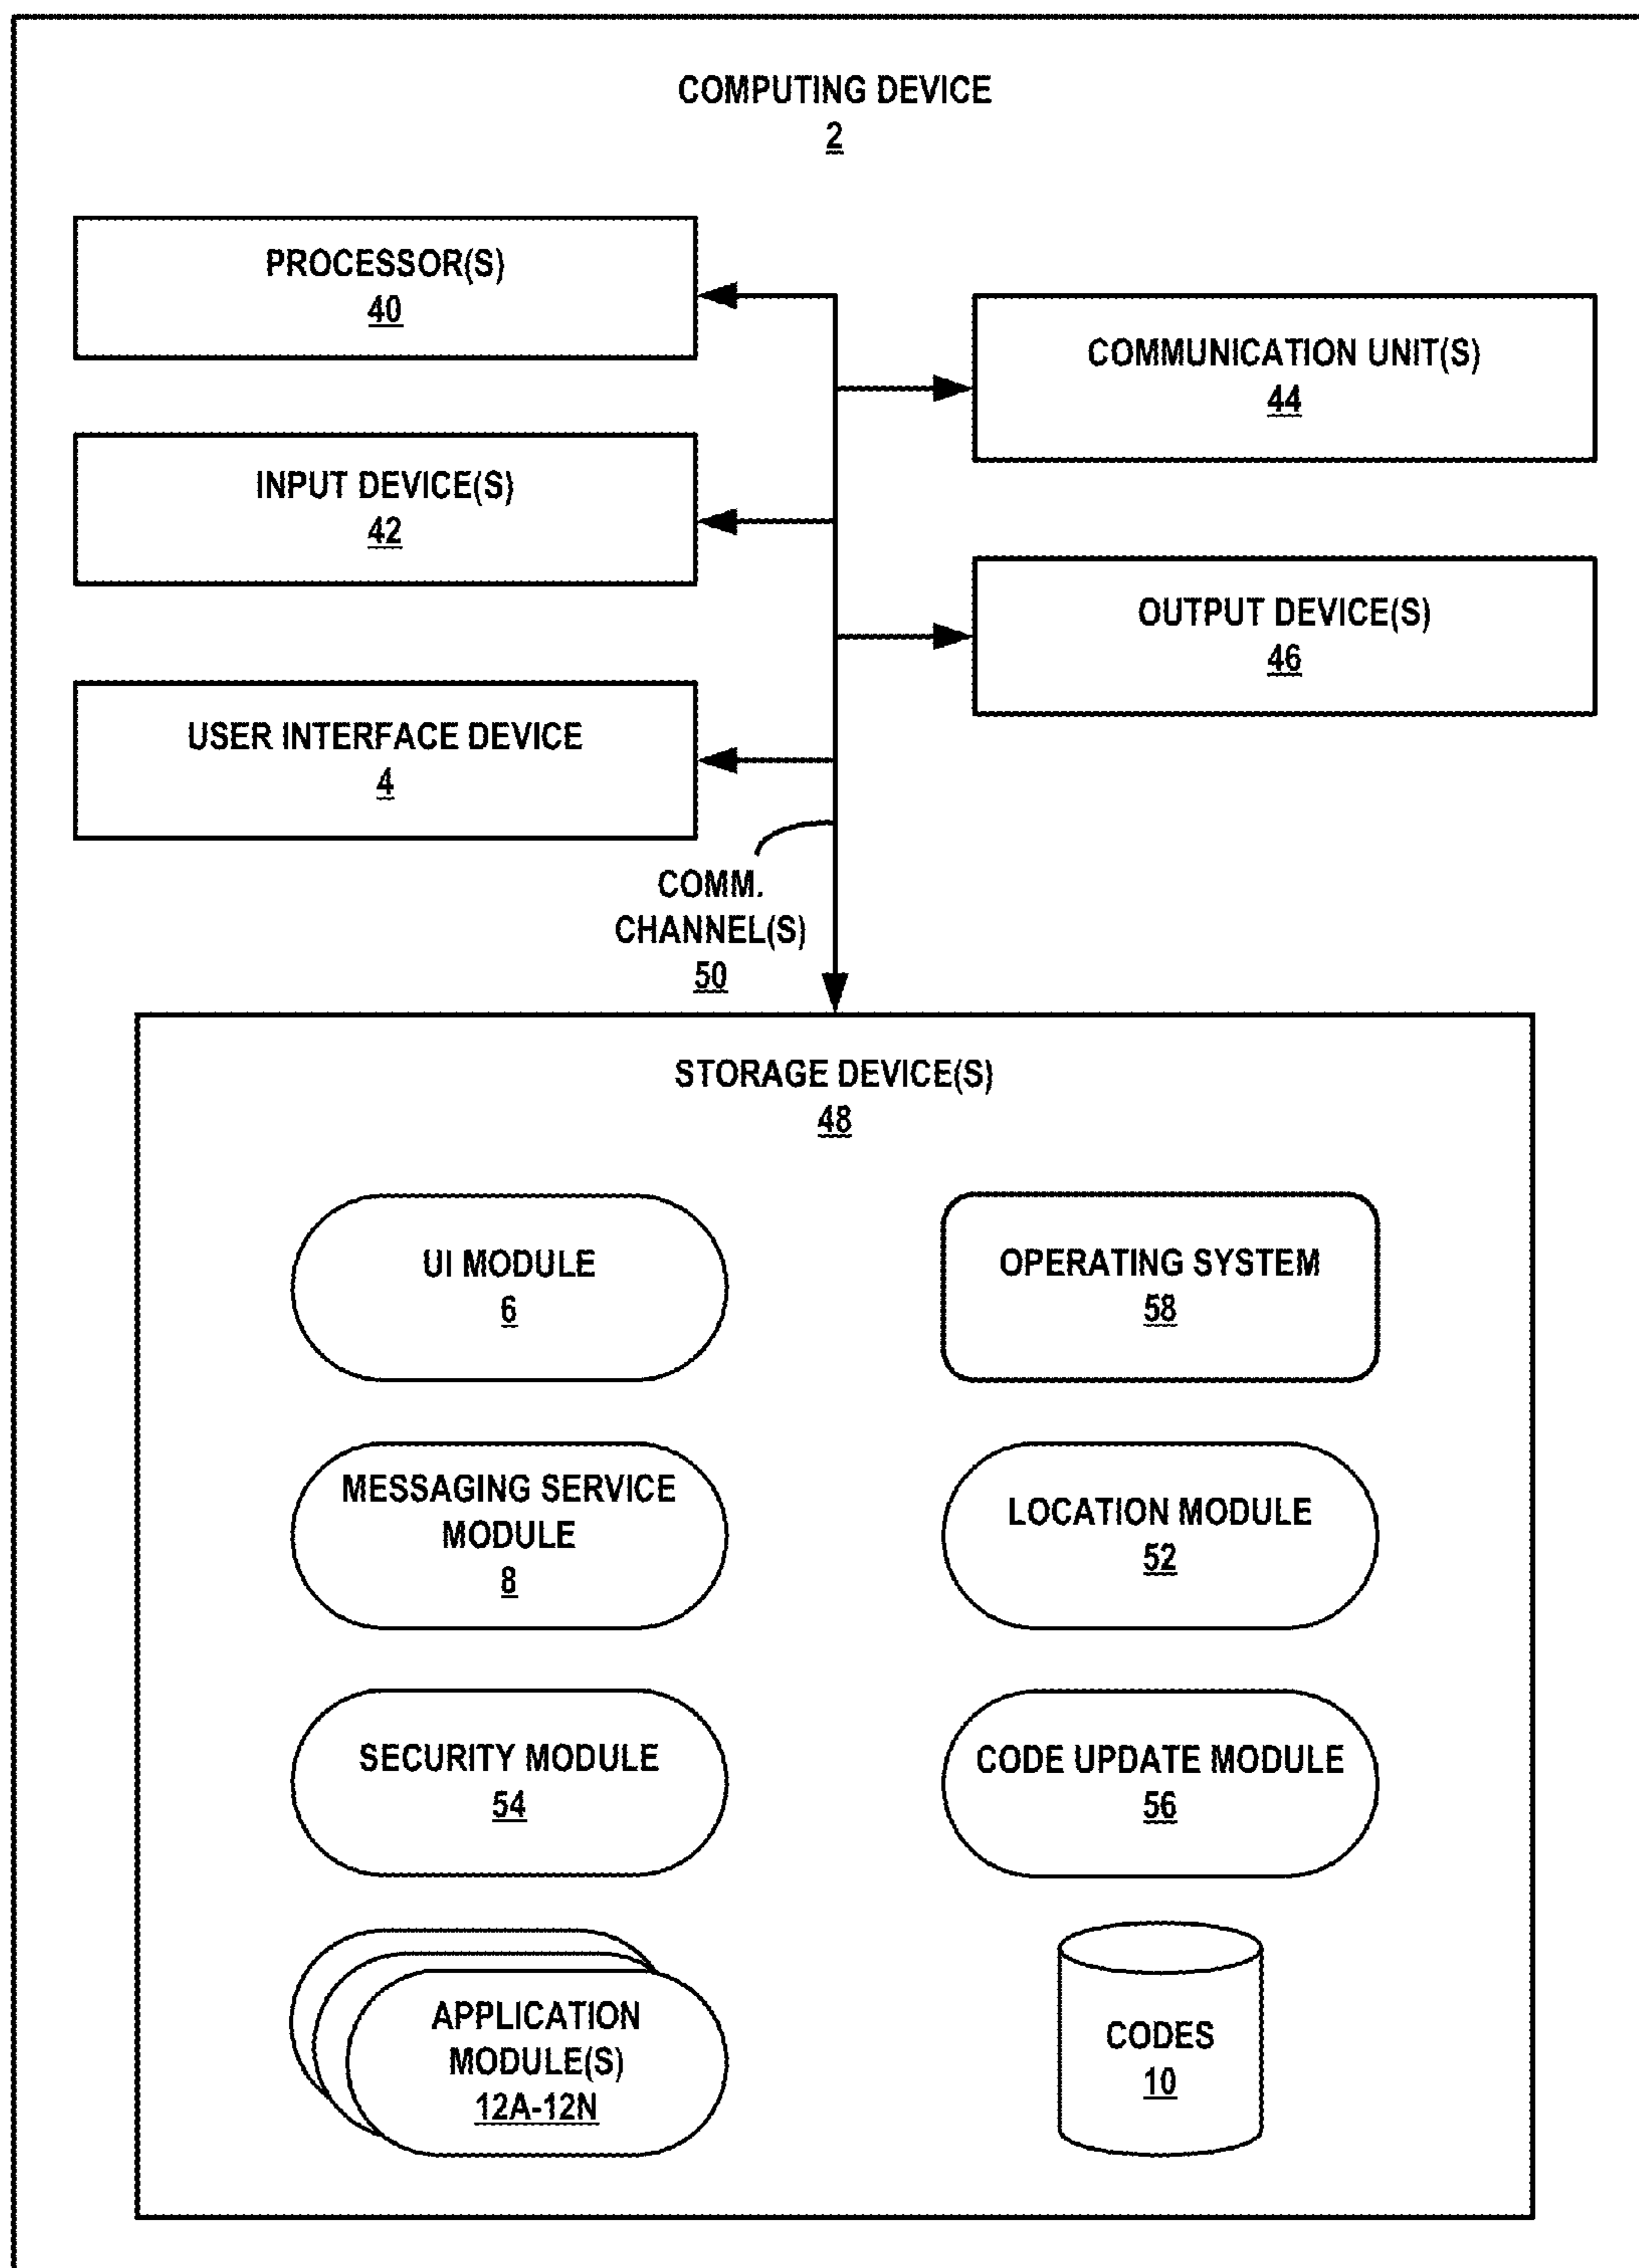 COMPUTING DEVICE
2
PROCESSOR(S)
40
COMMUNICATION UNIT(S)
44
INPUT DEVICE(S)
42
OUTPUT DEVICE(S)
46
USER INTERFACE DEVICE
4
COMM.
CHANNEL(S)
50
STORAGE DEVICE(S)
48
UI MODULE
6
OPERATING SYSTEM
58
MESSAGING SERVICE
MODULE
8
LOCATION MODULE
52
SECURITY MODULE
54
CODE UPDATE MODULE
56
APPLICATION
MODULE(S)
12A-12N
CODES
10